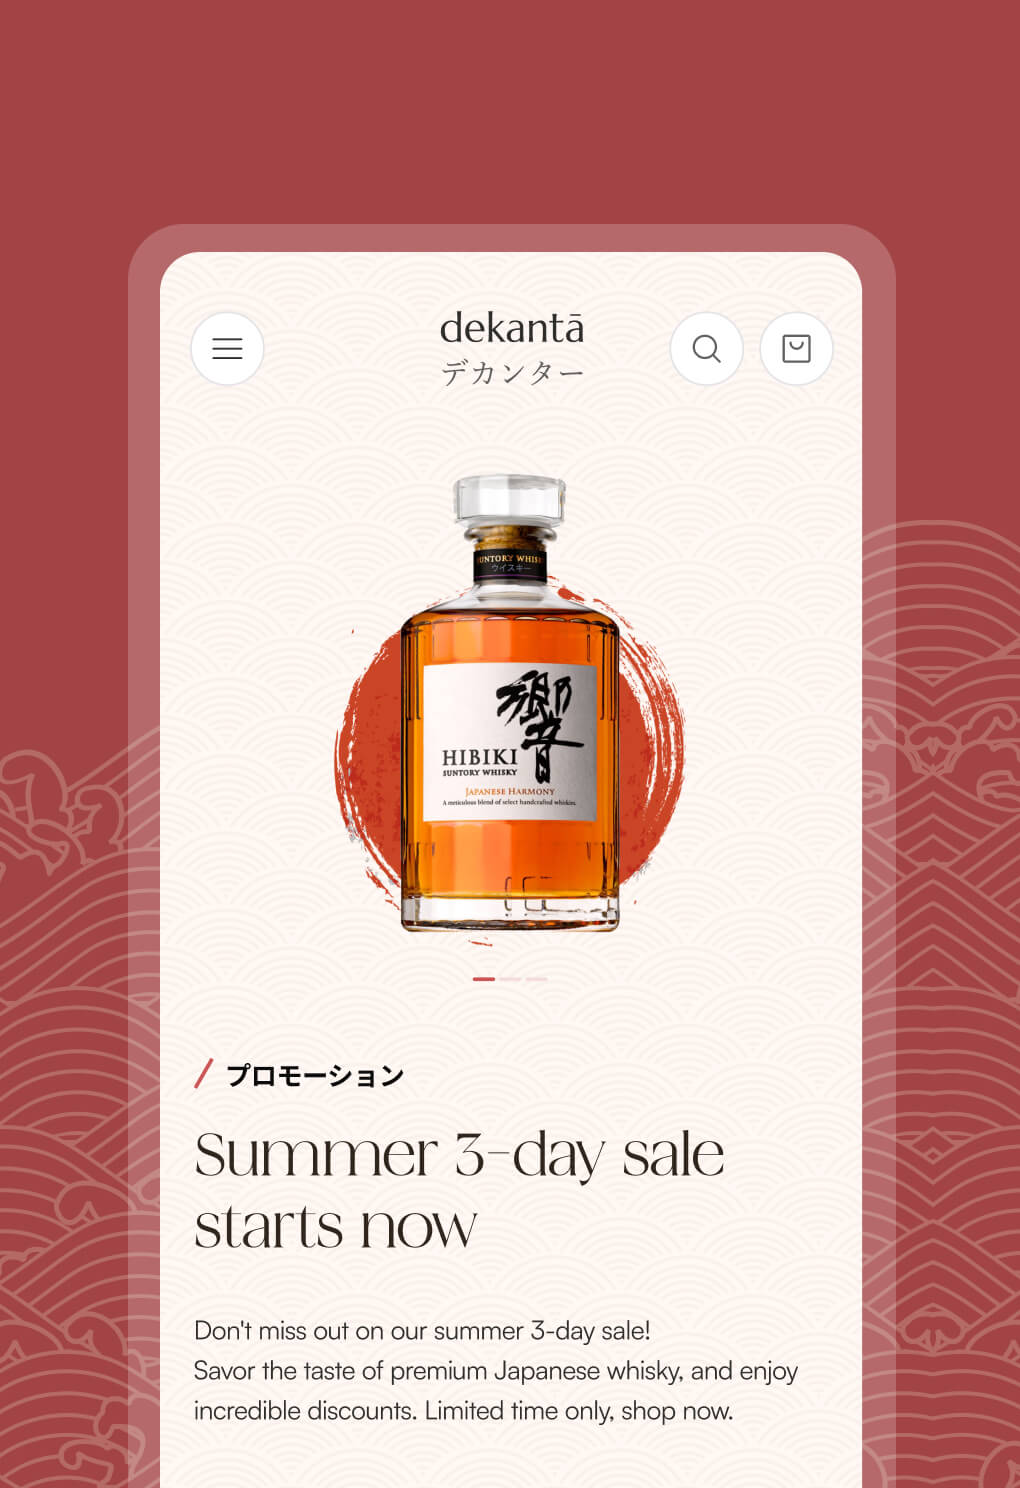 dekantā
デカンター
SUNTORY WHISKY
ウイスキー
響
HIBIKI
SUNTORY WHISKY
JAPANESE HARMONY
A meticulous blend of select handcrafted whiskies.
プロモーション
Summer 3-day sale
starts now
Don't miss out on our summer 3-day sale!
Savor the taste of premium Japanese whisky, and enjoy
incredible discounts. Limited time only, shop now.